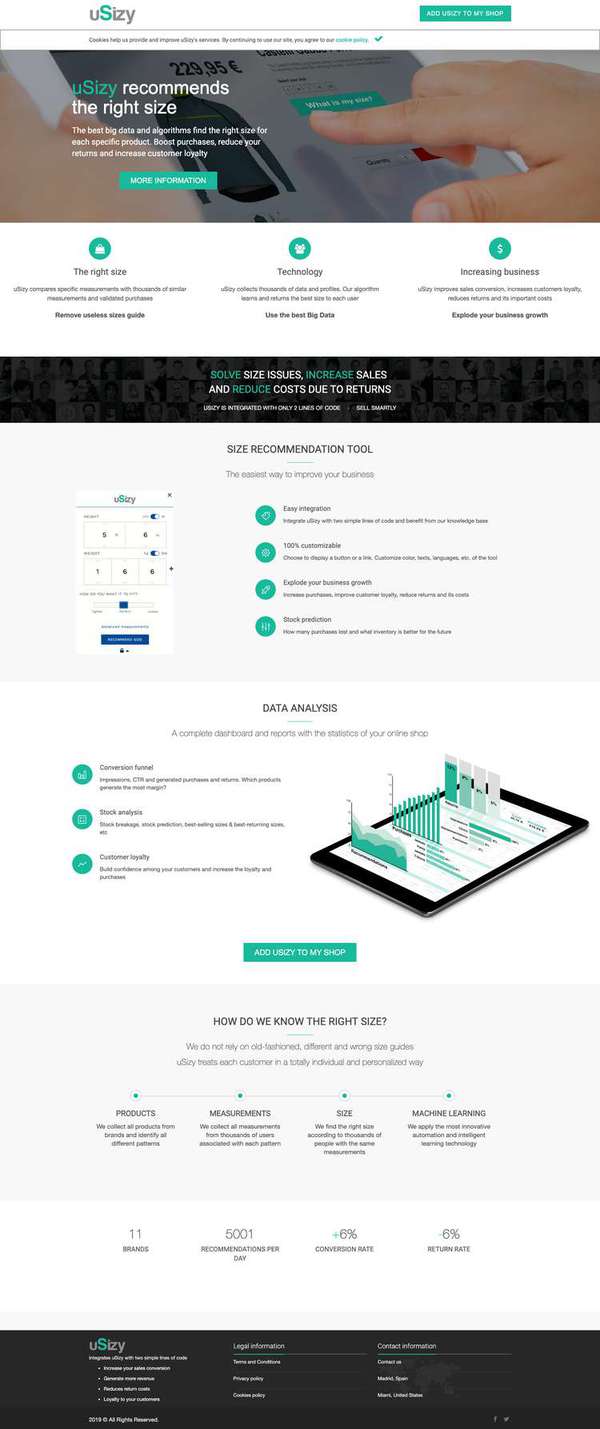 uSizy
ADD USIZY TO MY SHOP
Cookies help us provide and improve uSizy's services. By continuing to use our site, you agree to our cookie policy.
229,95 €
What is my size?
Quantity
uSizy recommends
the right size
The best big data and algorithms find the right size for
each specific product. Boost purchases, reduce your
returns and increase customer loyalty
MORE INFORMATION
The right size
uSizy compares specific measurements with thousands of similar
measurements and validated purchases
Remove useless sizes guide
Technology
uSizy collects thousands of data and profiles. Our algorithm
learns and returns the best size to each user
Use the best Big Data
Increasing business
uSizy improves sales conversion, increases customers loyalty,
reduces returns and its important costs
Explode your business growth
SOLVE SIZE ISSUES, INCREASE SALES
AND REDUCE COSTS DUE TO RETURNS
USIZY IS INTEGRATED WITH ONLY 2 LINES OF CODE
SELL SMARTLY
SIZE RECOMMENDATION TOOL
The easiest way to improve your business
uSizy
HEIGHT
5
6
WEIGHT
1 6 6
HOW DO YOU WANT IT TO FIT?
Advanced measurements
RECOMMEND SIZE
Easy integration
Integrate uSizy with two simple lines of code and benefit from our knowledge base
100% customizable
Choose to display a button or a link. Customize color, texts, languages, etc. of the tool
Explode your business growth
Increase purchases, improve customer loyalty, reduce returns and its costs
Stock prediction
How many purchases lost and what inventory is better for the future
DATA ANALYSIS
A complete dashboard and reports with the statistics of your online shop
Conversion funnel
Impressions, CTR and generated purchases and returns. Which products
generate the most margin?
Stock analysis
Stock breakage, stock prediction, best-selling sizes & best-returning sizes,
etc
Customer loyalty
Build confidence among your customers and increase the loyalty and
purchases
Purchases
Recommendations
ADD USIZY TO MY SHOP
HOW DO WE KNOW THE RIGHT SIZE?
We do not rely on old-fashioned, different and wrong size guides
uSizy treats each customer in a totally individual and personalized way
PRODUCTS
We collect all products from
brands and identify all
different patterns
MEASUREMENTS
We collect all measurements
from thousands of users
associated with each pattern
SIZE
We find the right size
according to thousands of
people with the same
measurements
MACHINE LEARNING
We apply the most innovative
automation and intelligent
learning technology
11
BRANDS
5001
RECOMMENDATIONS PER
DAY
+6%
CONVERSION RATE
-6%
RETURN RATE
uSizy
Integrates uSizy with two simple lines of code
Increase your sales conversion
Generate more revenue
Reduces return costs
Loyalty to your customers
Legal information
Terms and Conditions
Privacy policy
Cookies policy
Contact information
Contact us
Madrid, Spain
Miami, United States
2019 © All Rights Reserved.